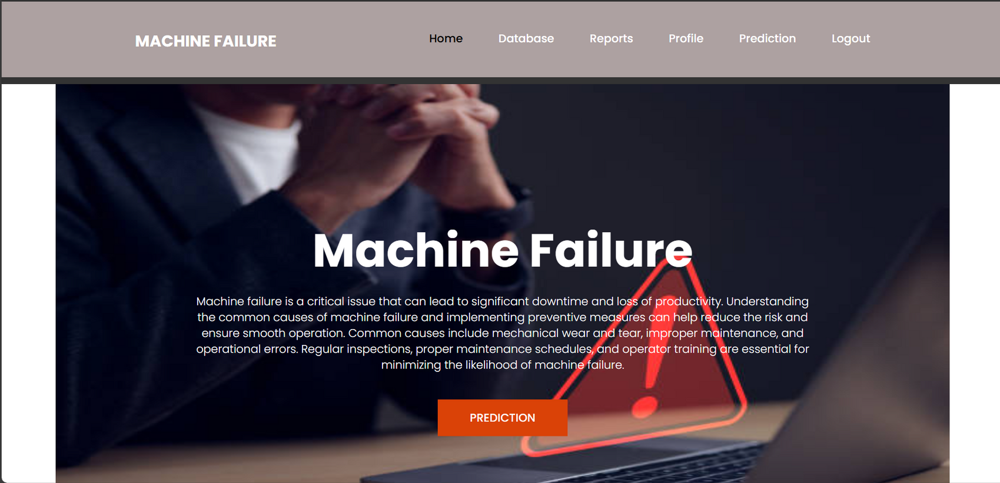 MACHINE FAILURE
Home Database Reports Profile Prediction Logout
Machine Failure
Machine failure is a critical issue that can lead to significant downtime and loss of productivity. Understanding
the common causes of machine failure and implementing preventive measures can help reduce the risk and
ensure smooth operation. Common causes include mechanical wear and tear, improper maintenance, and
operational errors. Regular inspections, proper maintenance schedules, and operator training are essential for
minimizing the likelihood of machine failure.
PREDICTION